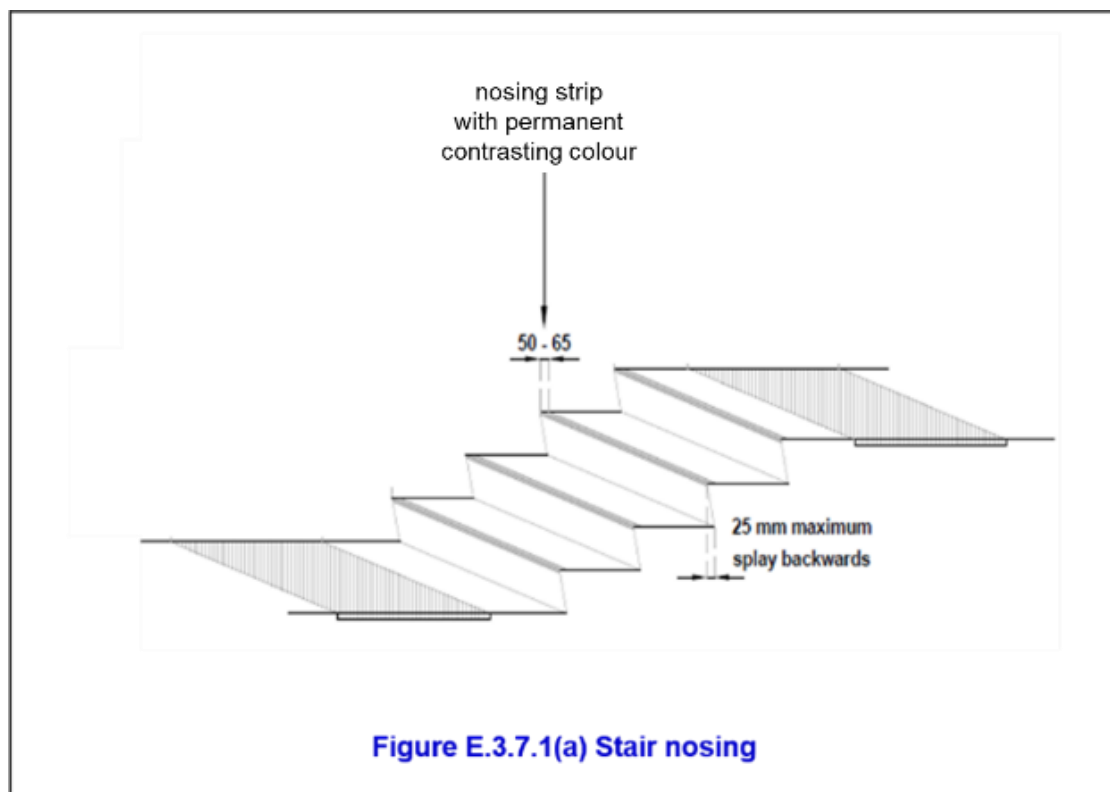 nosing strip
with permanent
contrasting colour
50 - 65
25 mm maximum
splay backwards
Figure E.3.7.1(a) Stair nosing